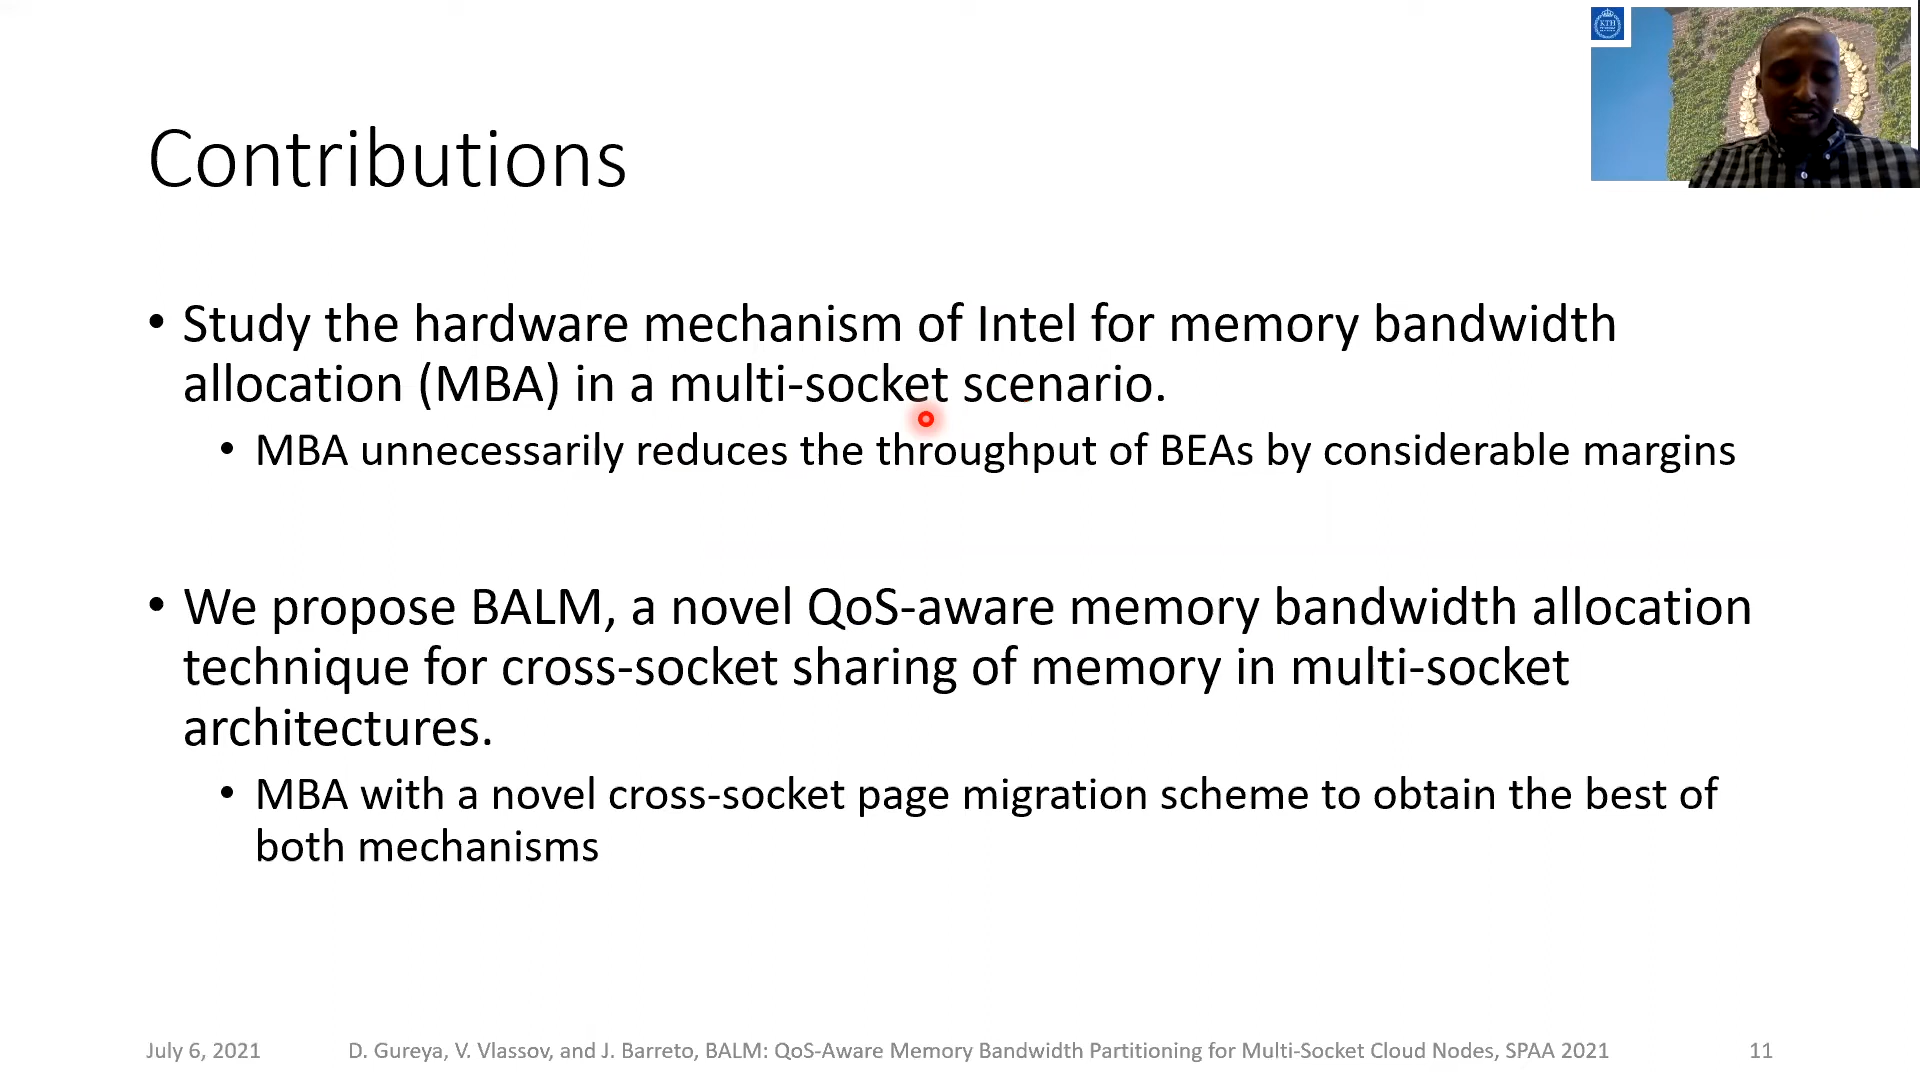 KTH
Contributions
• Study the hardware mechanism of Intel for memory bandwidth
allocation (MBA) in a multi-socket scenario.
• MBA unnecessarily reduces the throughput of BEAs by considerable margins
• We propose BALM, a novel QoS-aware memory bandwidth allocation
technique for cross-socket sharing of memory in multi-socket
architectures.
• MBA with a novel cross-socket page migration scheme to obtain the best of
both mechanisms
July 6, 2021 D. Gureya, V. Vlassov, and J. Barreto, BALM: QoS-Aware Memory Bandwidth Partitioning for Multi-Socket Cloud Nodes, SPAA 2021 11